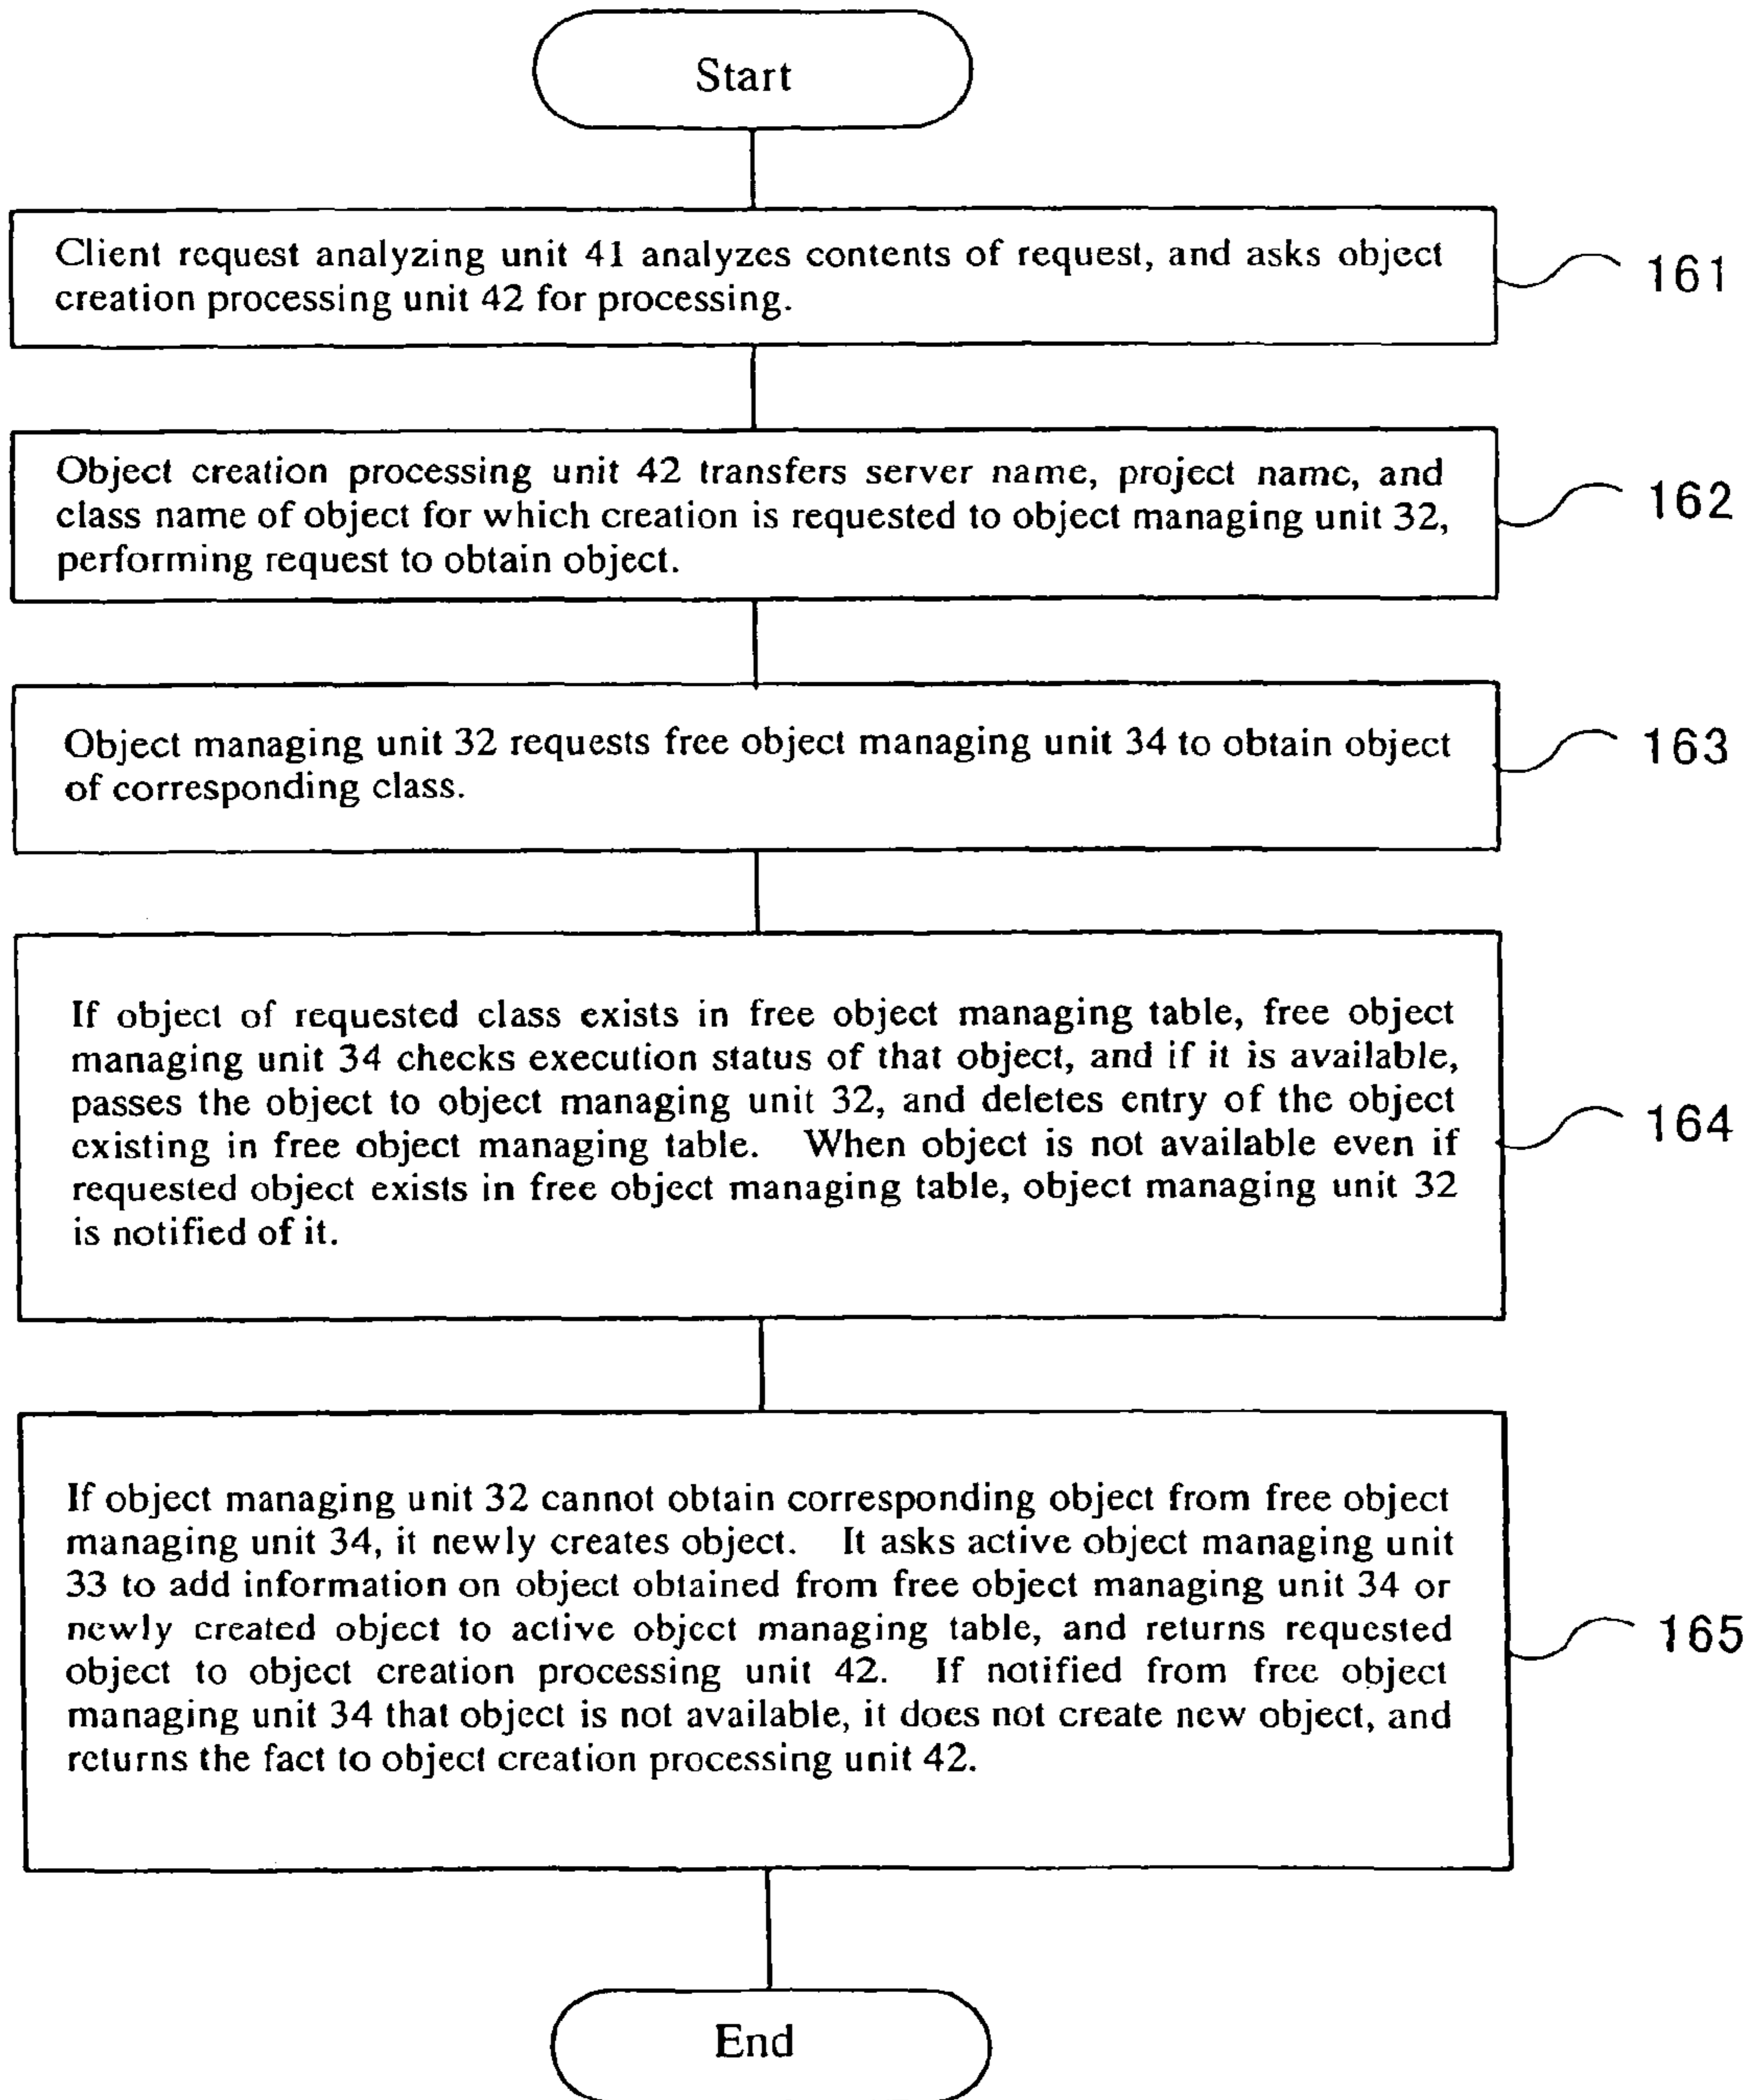 Start
Client request analyzing unit 41 analyzes contents of request, and asks object
creation processing unit 42 for processing.
161
Object creation processing unit 42 transfers server name, project name, and
class name of object for which creation is requested to object managing unit 32,
performing request to obtain object.
162
Object managing unit 32 requests free object managing unit 34 to obtain object
of corresponding class.
163
If object of requested class exists in free object managing table, free object
managing unit 34 checks execution status of that object, and if it is available,
passes the object to object managing unit 32, and deletes entry of the object
existing in free object managing table. When object is not available even if
requested object exists in free object managing table, object managing unit 32
is notified of it.
164
If object managing unit 32 cannot obtain corresponding object from free object
managing unit 34, it newly creates object. It asks active object managing unit
33 to add information on object obtained from free object managing unit 34 or
newly created object to active object managing table, and returns requested
object to object creation processing unit 42. If notified from free object
managing unit 34 that object is not available, it does not create new object, and
returns the fact to object creation processing unit 42.
165
End